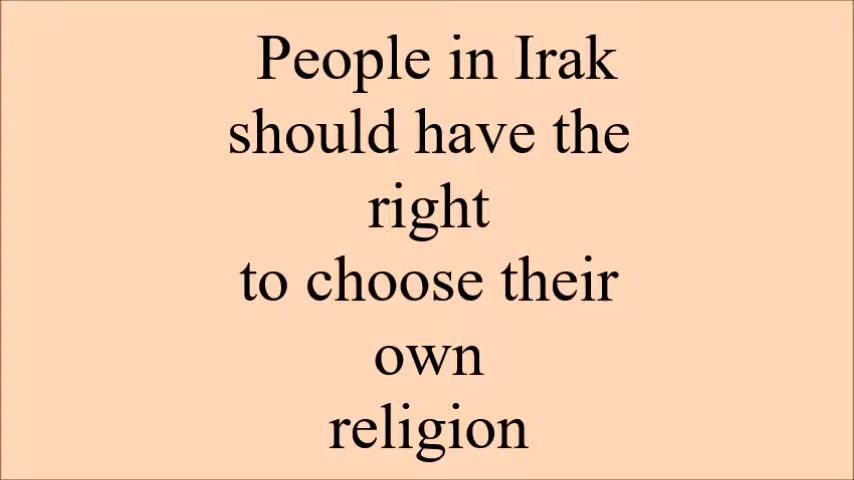 People in Irak
should have the
right
to choose their
own
religion